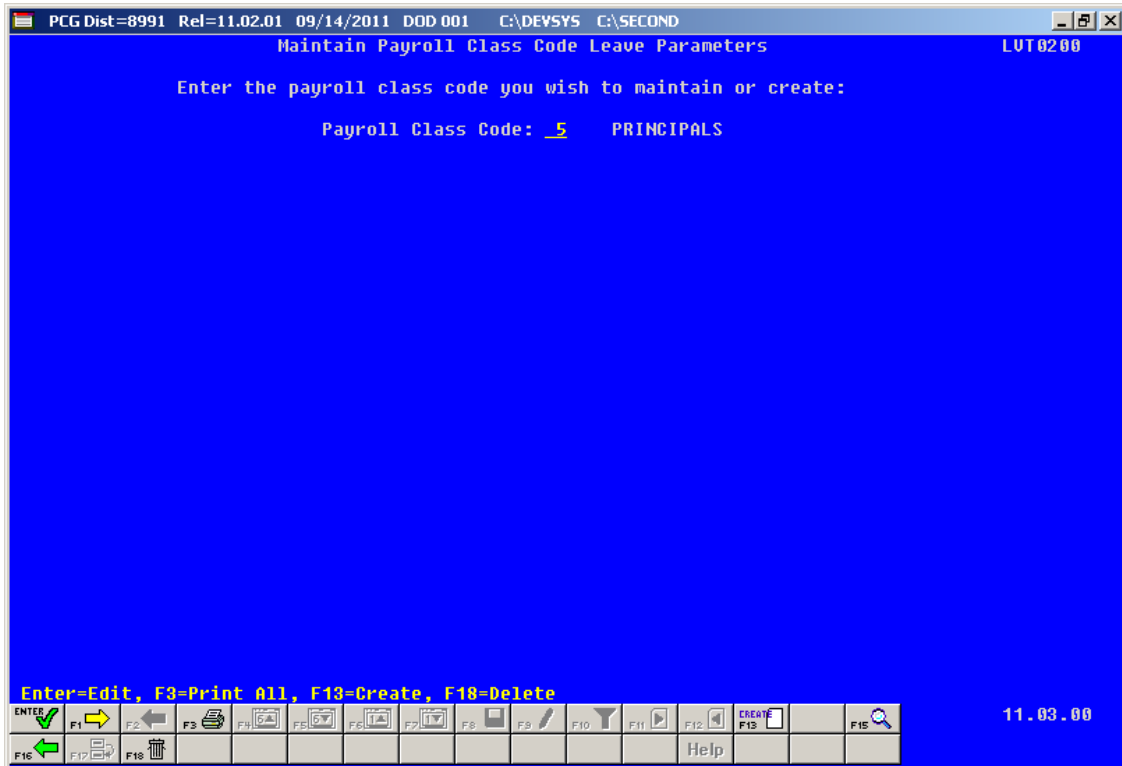 PCG Dist=8991 Rel=11.02.01 09/14/2011 DOD 001 C:\DEVSYS C:\SECOND
Maintain Payroll Class Code Leave Parameters LVT0200
Enter the payroll class code you wish to maintain or create:
Payroll Class Code: _5 PRINCIPALS
Enter=Edit, F3=Print All, F13=Create, F18=Delete
ENTER F1 F2 F3 F4 F5 F6 F7 F8 F9 F10 F11 F12 CREATE F13 F15 11.03.00
F16 F17 F18 Help